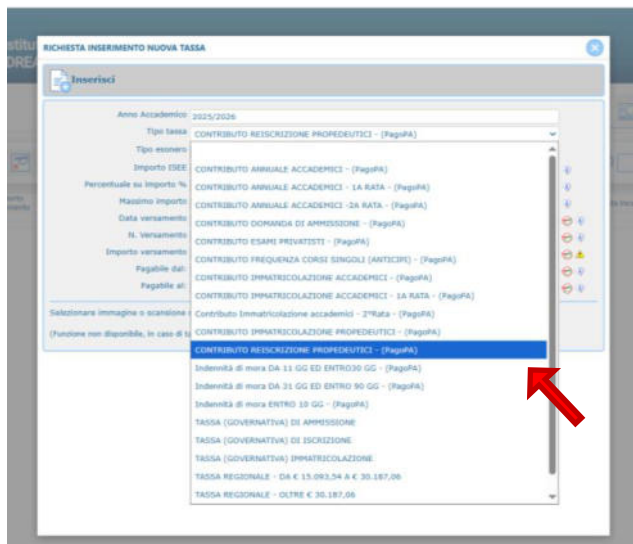 RICHIESTA INSERIMENTO NUOVA TASSA
Inserisci
Anno Accademico 2025/2026
Tipo tassa CONTRIBUTO REISCRIZIONE PROPEDEUTICI - (PagoPA)
Tipo esonero
Importo ISEE
Percentuale su importo %
Massimo importo
Data versamento
N. Versamento
Importo versamento
Pagabile dal:
Pagabile al:
Selezionare immagine o scansione
(Funzione non disponibile, in caso di
CONTRIBUTO ANNUALE ACCADEMICI - (PagoPA)
CONTRIBUTO ANNUALE ACCADEMICI - 1A RATA - (PagoPA)
CONTRIBUTO ANNUALE ACCADEMICI -2A RATA - (PagoPA)
CONTRIBUTO DOMANDA DI AMMISSIONE - (PagoPA)
CONTRIBUTO ESAMI PRIVATISTI - (PagoPA)
CONTRIBUTO FREQUENZA CORSI SINGOLI (ANTICIPI) - (PagoPA)
CONTRIBUTO IMMATRICOLAZIONE ACCADEMICI - (PagoPA)
CONTRIBUTO IMMATRICOLAZIONE ACCADEMICI - 1A RATA - (PagoPA)
Contributo Immatricolazione accademici - 2°Rata - (PagoPA)
CONTRIBUTO IMMATRICOLAZIONE PROPEDEUTICI - (PagoPA)
CONTRIBUTO REISCRIZIONE PROPEDEUTICI - (PagoPA)
Indennità di mora DA 11 GG ED ENTRO30 GG - (PagoPA)
Indennità di mora DA 31 GG ED ENTRO 90 GG - (PagoPA)
Indennità di mora ENTRO 10 GG - (PagoPA)
TASSA (GOVERNATIVA) DI AMMISSIONE
TASSA (GOVERNATIVA) DI ISCRIZIONE
TASSA (GOVERNATIVA) IMMATRICOLAZIONE
TASSA REGIONALE - DA € 15.093,54 A € 30.187,06
TASSA REGIONALE - OLTRE € 30.187,06